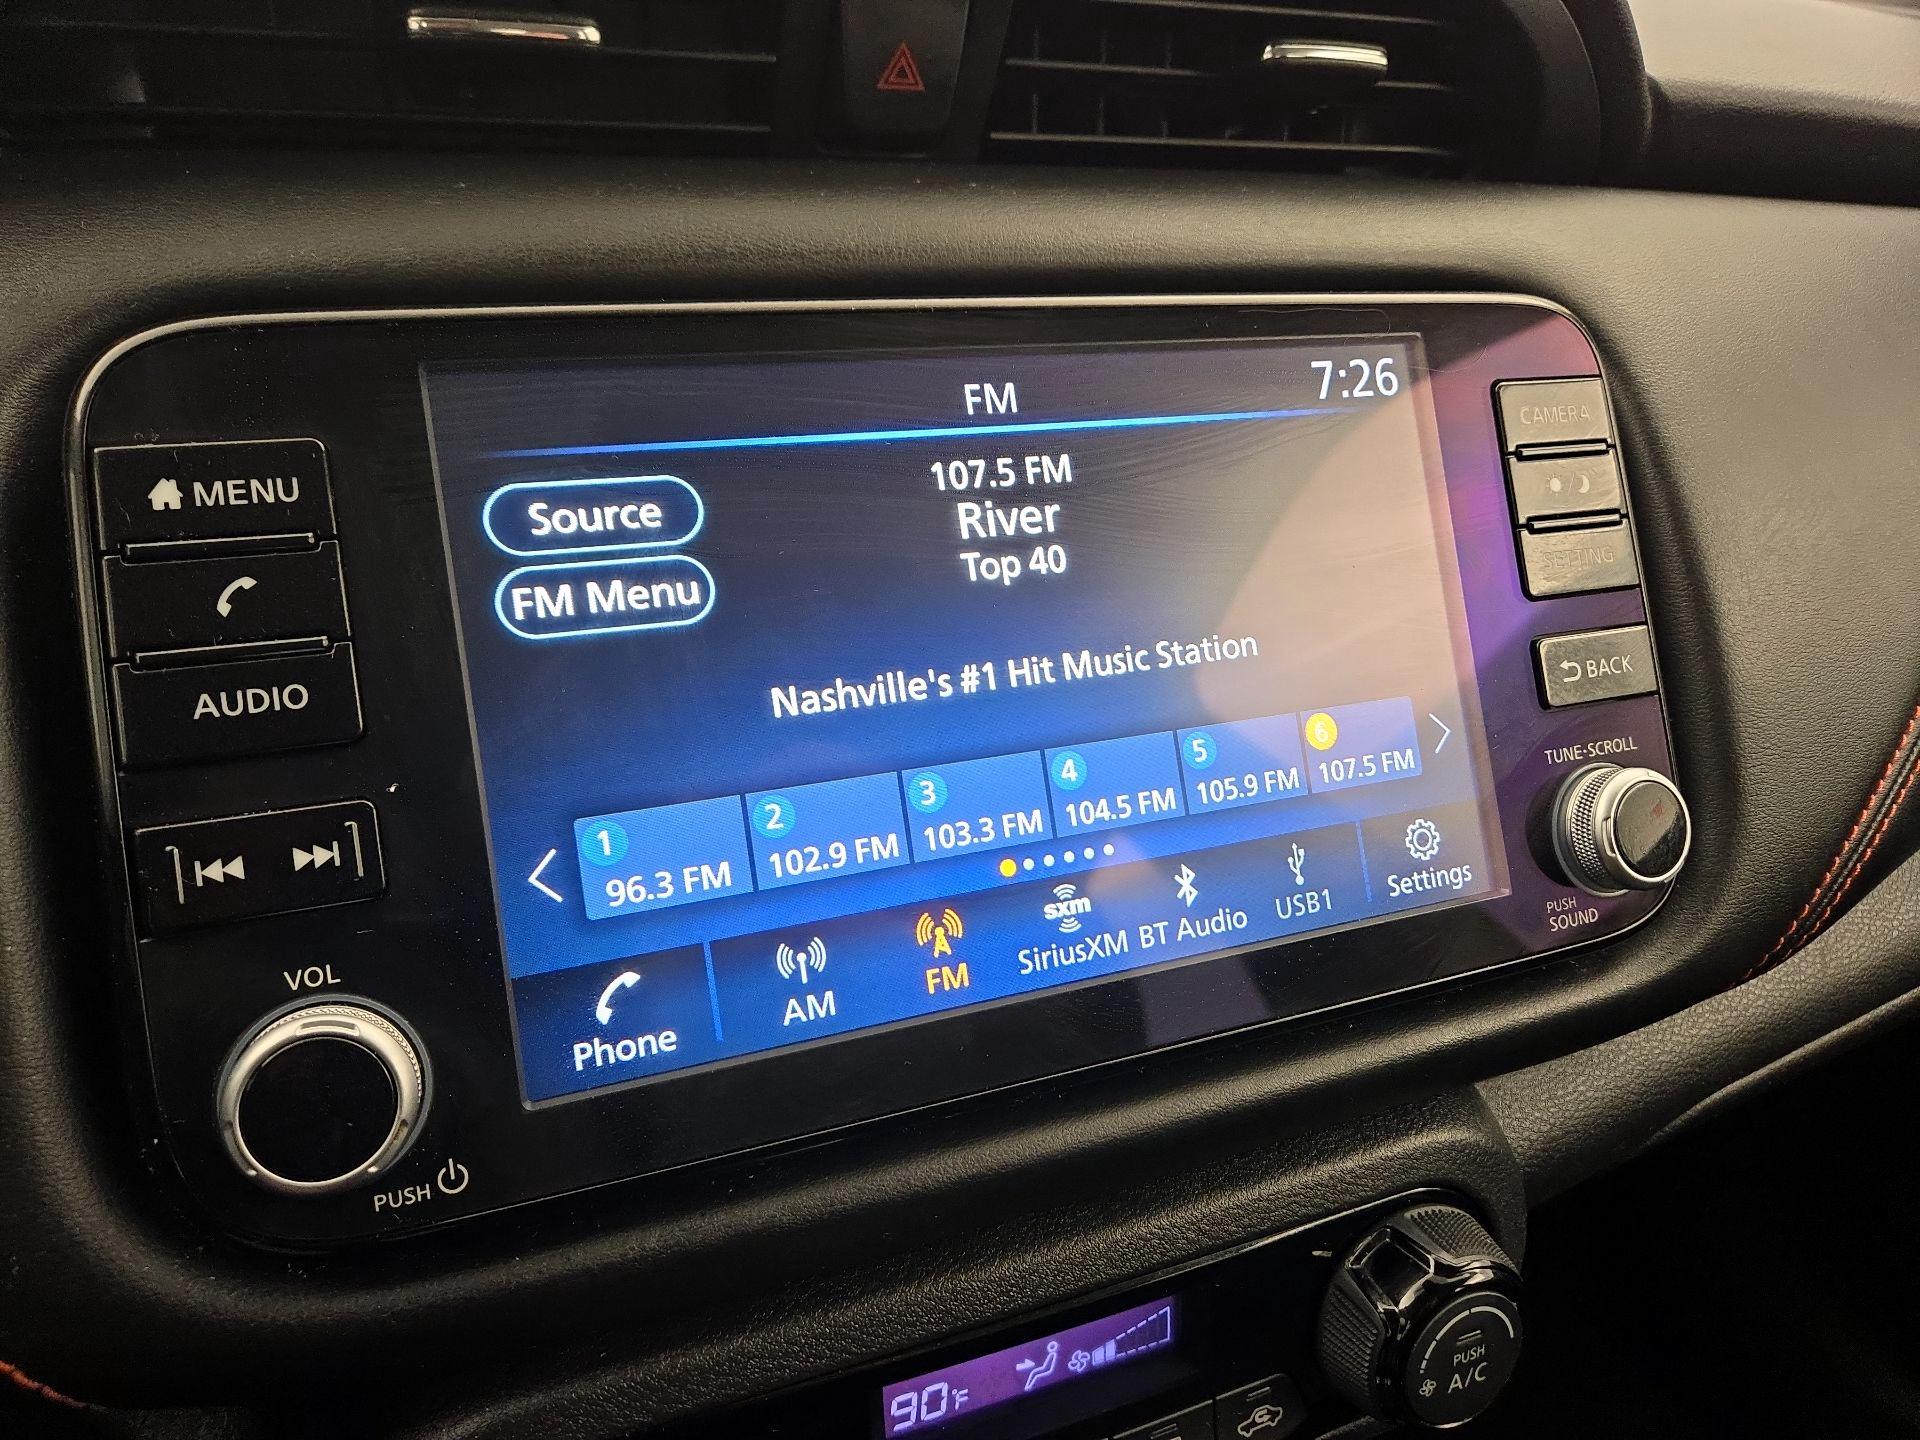 FM
7:26
107.5 FM
River
Top 40
Source
FM Menu
Nashville's #1 Hit Music Station
1
96.3 FM
2
102.9 FM
3
103.3 FM
4
104.5 FM
5
105.9 FM
6
107.5 FM
Phone
AM
FM
sxm
SiriusXM
BT Audio
USB1
Settings
MENU
AUDIO
VOL
PUSH
CAMERA
SETTING
BACK
TUNE·SCROLL
PUSH
SOUND
90°F
PUSH
A/C